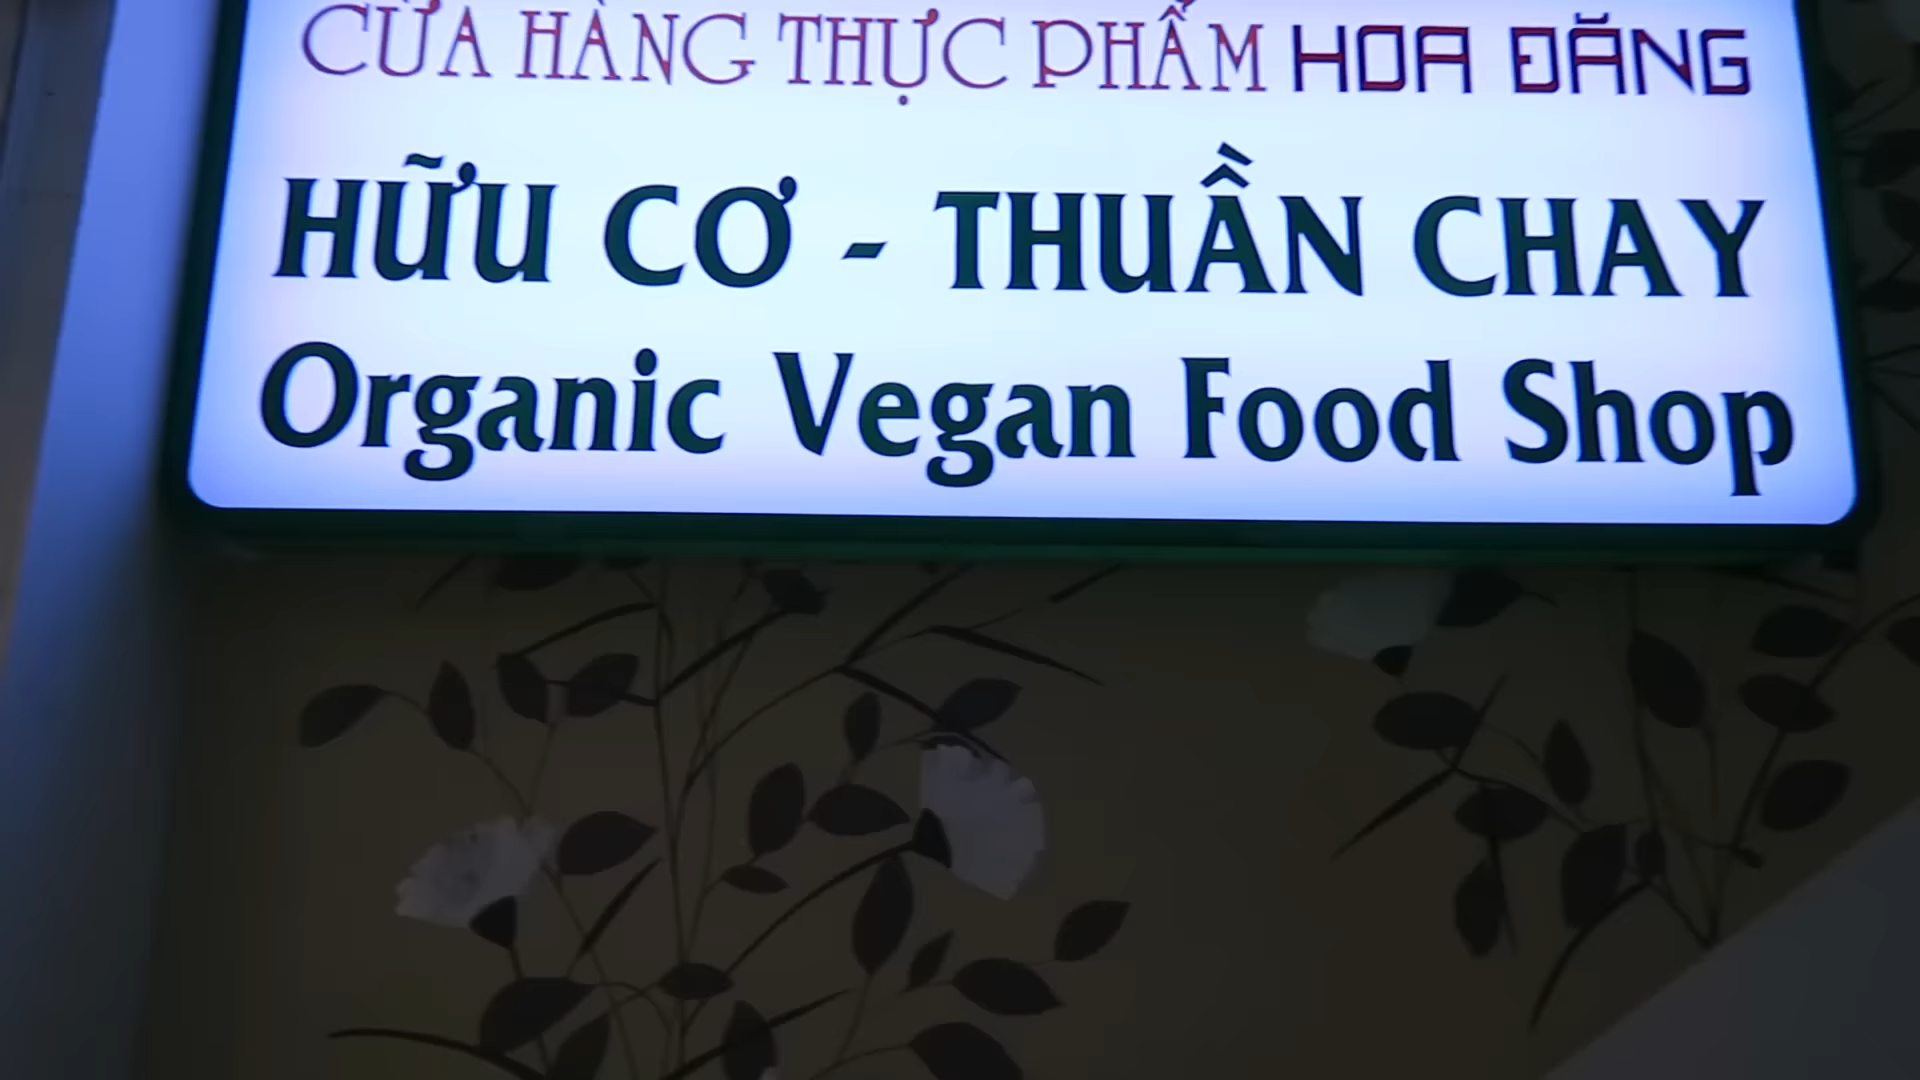 CỬA HÀNG THỰC PHẨM HOA ĐĂNG
HỮU CƠ - THUẦN CHAY
Organic Vegan Food Shop